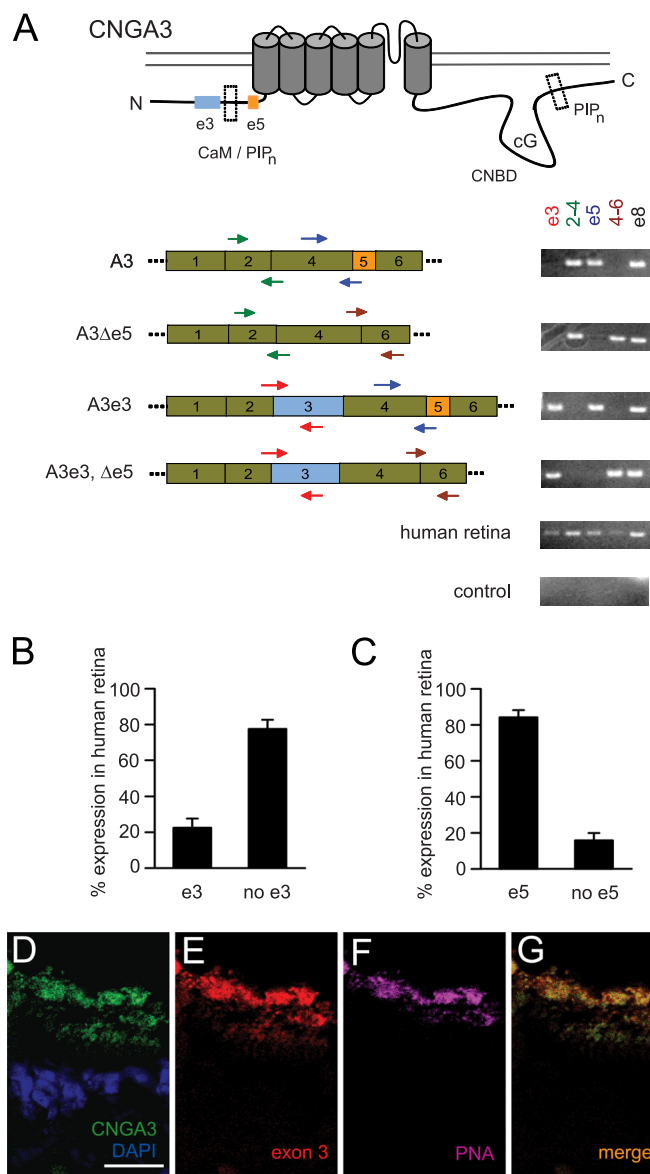 A
CNGA3
N
C
e3
e5
CaM / PIPn
cG
PIPn
CNBD
e3 2-4 e5 4-6 e8
A3
1 2 4 5 6
A3Δe5
1 2 4 6
A3e3
1 2 3 4 5 6
A3e3, Δe5
1 2 3 4 6
human retina
control
B
% expression in human retina
100
80
60
40
20
0
e3 no e3
C
% expression in human retina
100
80
60
40
20
0
e5 no e5
D
CNGA3
DAPI
E
exon 3
F
PNA
G
merge